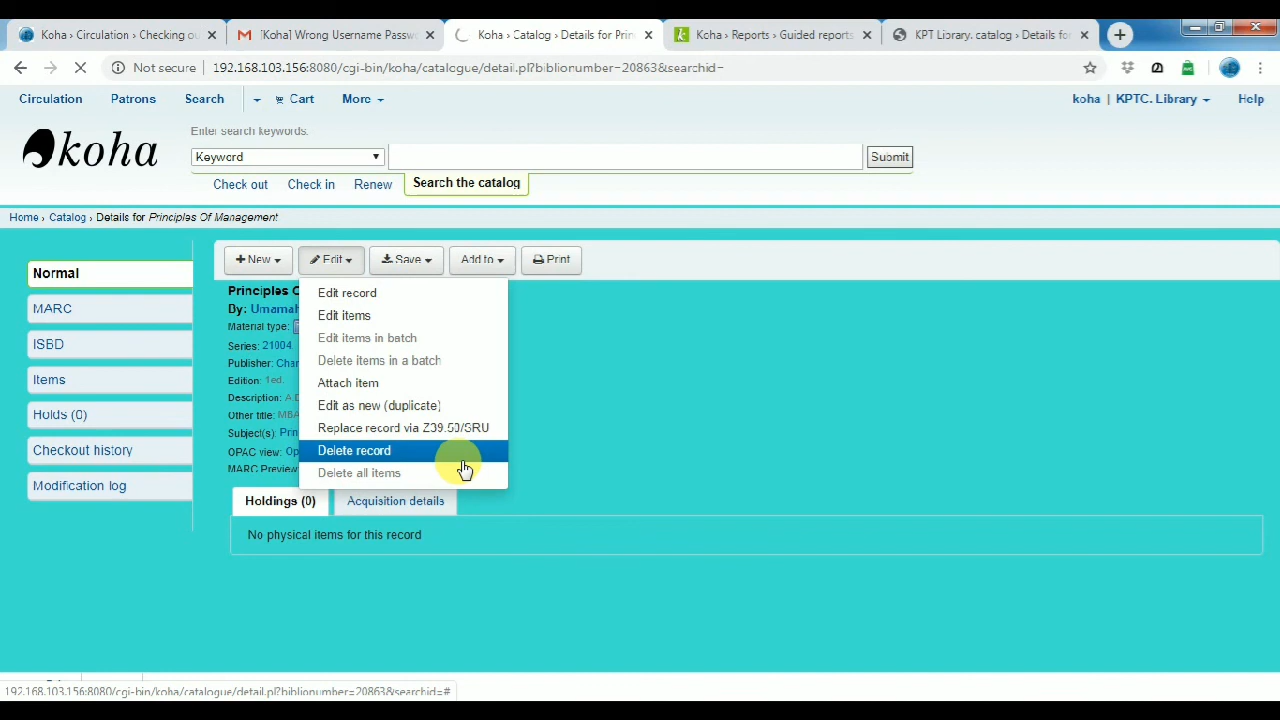 Koha › Circulation › Checking ou
[Koha] Wrong Username Passw
Koha › Catalog › Details for Prin
Koha › Reports › Guided reports
KPT Library. catalog › Details for
Not secure 192.168.103.156:8080/cgi-bin/koha/catalogue/detail.pl?biblionumber=20863&searchid=
Circulation Patrons Search Cart More koha | KPTC. Library Help
Enter search keywords:
koha
Keyword Submit
Check out Check in Renew Search the catalog
Home › Catalog › Details for Principles Of Management
New Edit Save Add to Print
Normal
MARC
ISBD
Items
Holds (0)
Checkout history
Modification log
Principles O
By: Umamah
Material type:
Series: 21004
Publisher: Char
Edition: 1ed.
Description:
Other title: MBA
Subject(s): Prin
OPAC view: Op
MARC Preview:
Edit record
Edit items
Edit items in batch
Delete items in a batch
Attach item
Edit as new (duplicate)
Replace record via Z39.50/SRU
Delete record
Delete all items
Holdings (0) Acquisition details
No physical items for this record
192.168.103.156:8080/cgi-bin/koha/catalogue/detail.pl?biblionumber=20863&searchid=#